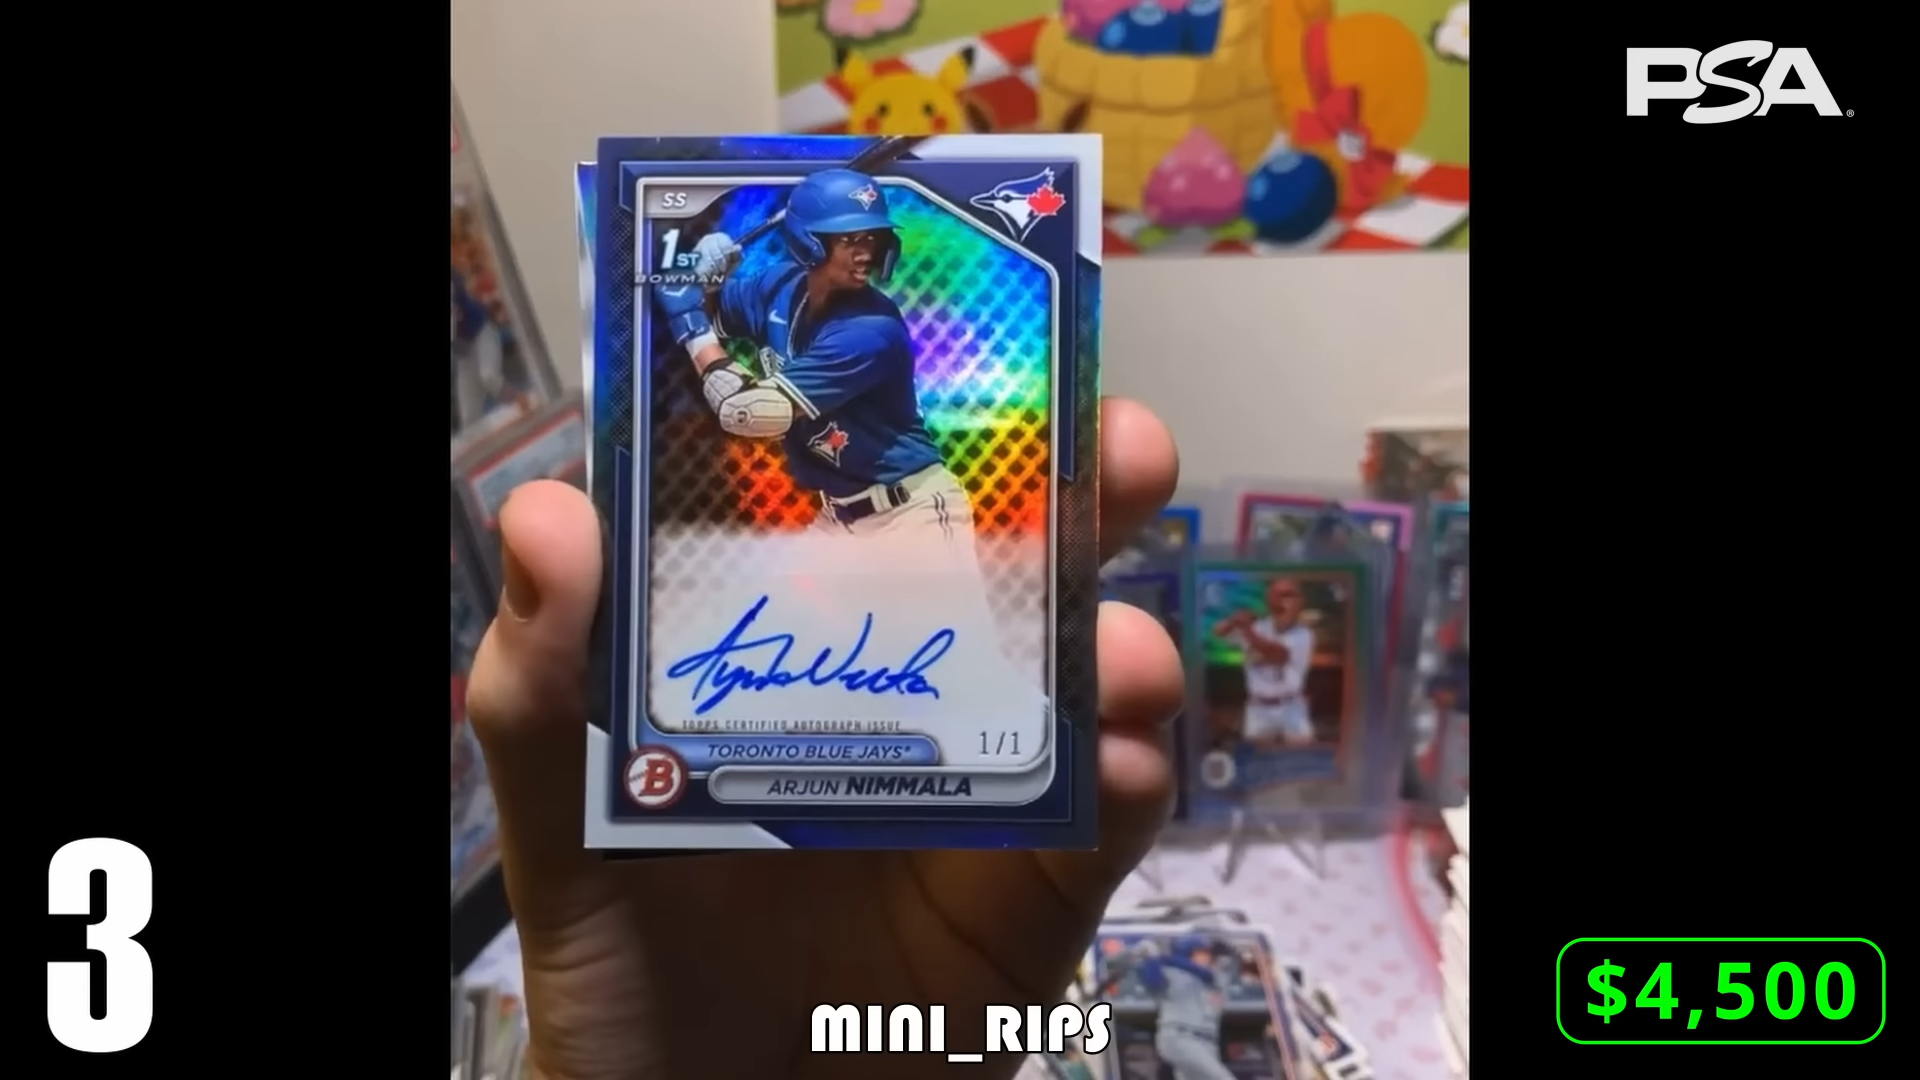 PSA
SS
1ST
BOWMAN
TOPPS CERTIFIED AUTOGRAPH ISSUE
1/1
TORONTO BLUE JAYS®
B
ARJUN NIMMALA
3
$4,500
MINI_RIPS